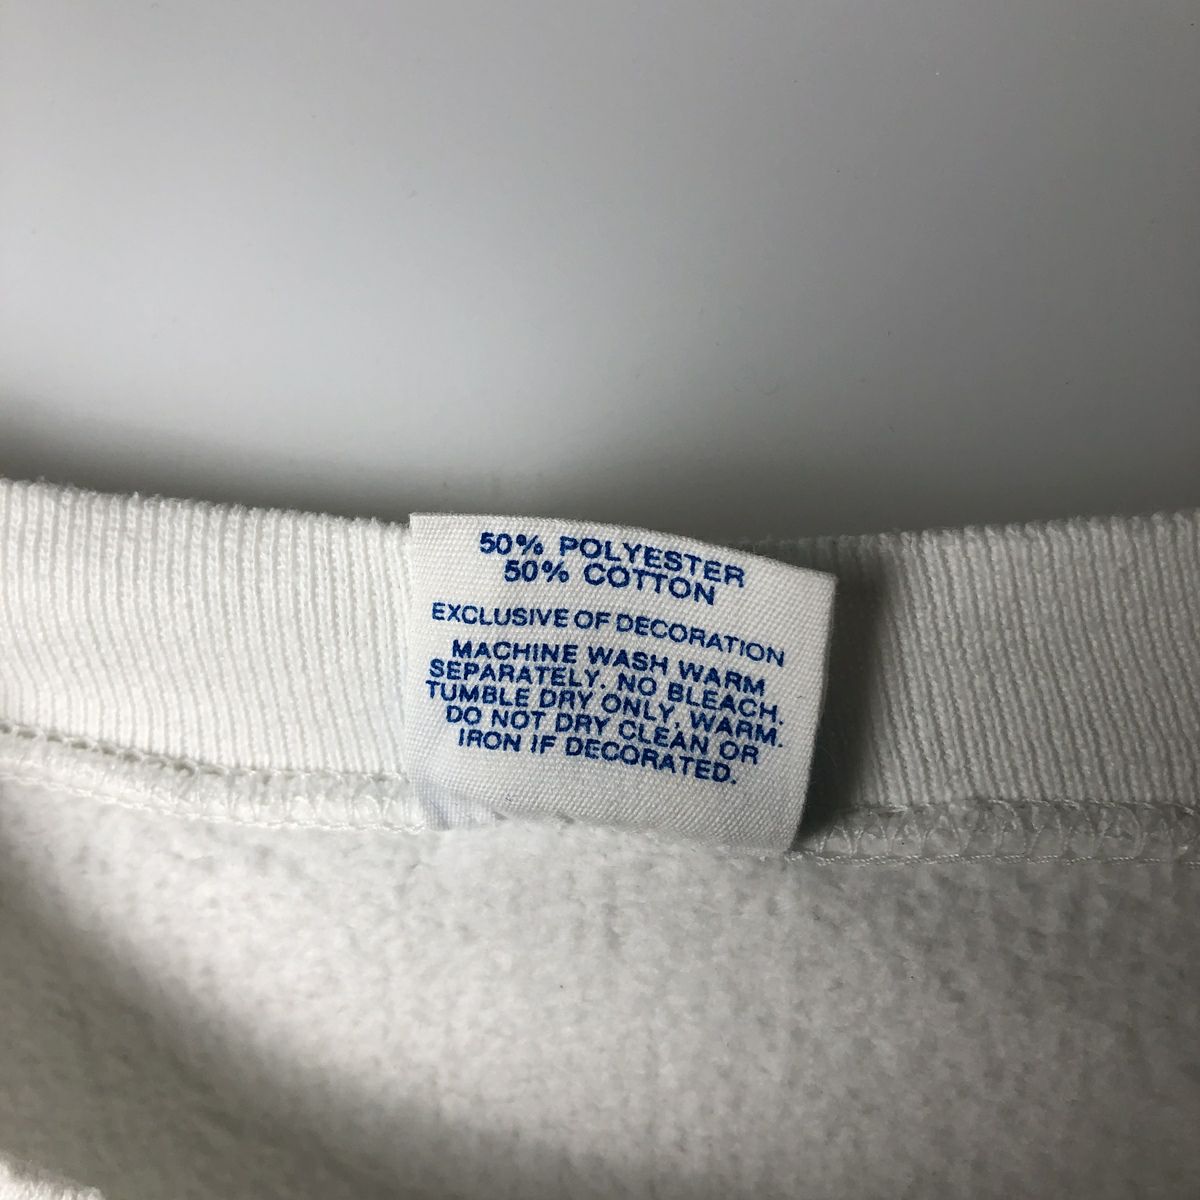 50% POLYESTER
50% COTTON
EXCLUSIVE OF DECORATION
MACHINE WASH WARM
SEPARATELY. NO BLEACH.
TUMBLE DRY ONLY, WARM.
DO NOT DRY CLEAN OR
IRON IF DECORATED.